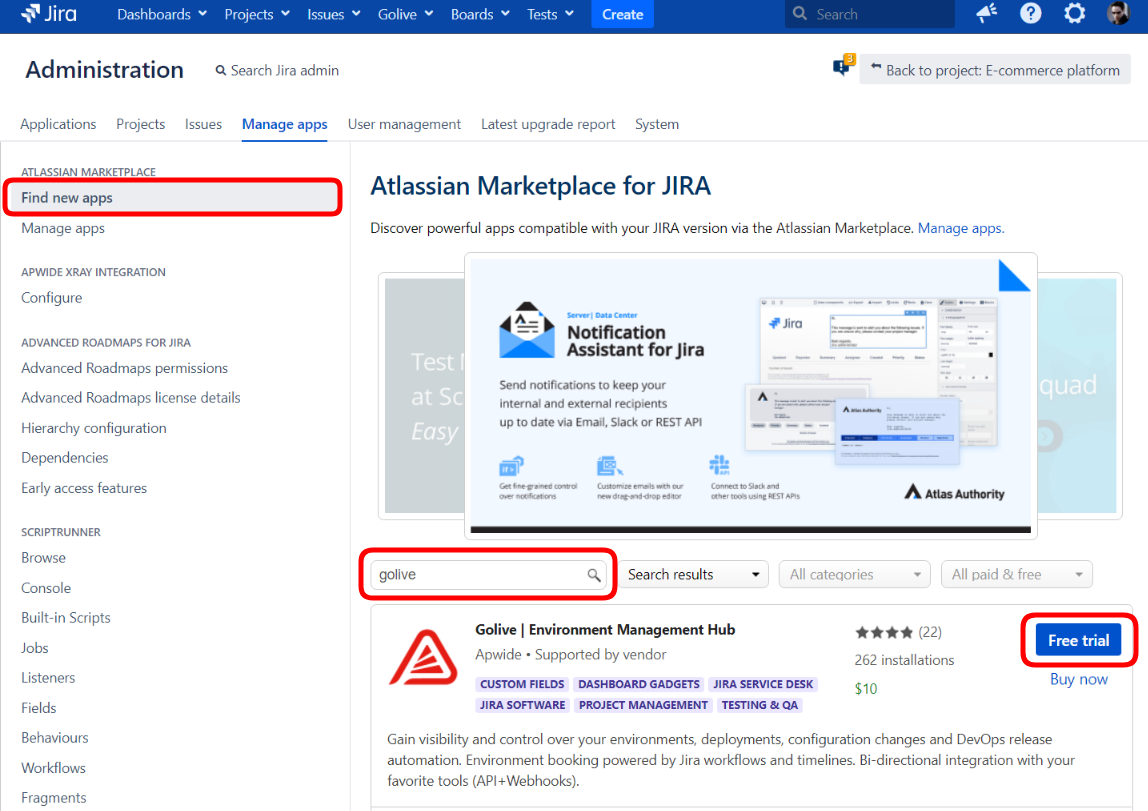 Jira Dashboards Projects Issues Golive Boards Tests Create Search
Administration Search Jira admin 3 Back to project: E-commerce platform
Applications Projects Issues Manage apps User management Latest upgrade report System
ATLASSIAN MARKETPLACE
Find new apps
Manage apps
APWIDE XRAY INTEGRATION
Configure
ADVANCED ROADMAPS FOR JIRA
Advanced Roadmaps permissions
Advanced Roadmaps license details
Hierarchy configuration
Dependencies
Early access features
SCRIPTRUNNER
Browse
Console
Built-in Scripts
Jobs
Listeners
Fields
Behaviours
Workflows
Fragments
Atlassian Marketplace for JIRA
Discover powerful apps compatible with your JIRA version via the Atlassian Marketplace. Manage apps.
Test
at Sc
Easy
Server| Data Center
Notification
Assistant for Jira
Send notifications to keep your
internal and external recipients
up to date via Email, Slack or REST API
Get fine-grained control
over notifications
Customize emails with our
new drag-and-drop editor
Connect to Slack and
other tools using REST APIs
Jira
Atlas Authority
Atlas Authority
quad
golive Search results All categories All paid & free
Golive | Environment Management Hub
Apwide • Supported by vendor
CUSTOM FIELDS DASHBOARD GADGETS JIRA SERVICE DESK
JIRA SOFTWARE PROJECT MANAGEMENT TESTING & QA
(22)
262 installations
$10
Free trial
Buy now
Gain visibility and control over your environments, deployments, configuration changes and DevOps release
automation. Environment booking powered by Jira workflows and timelines. Bi-directional integration with your
favorite tools (API+Webhooks).